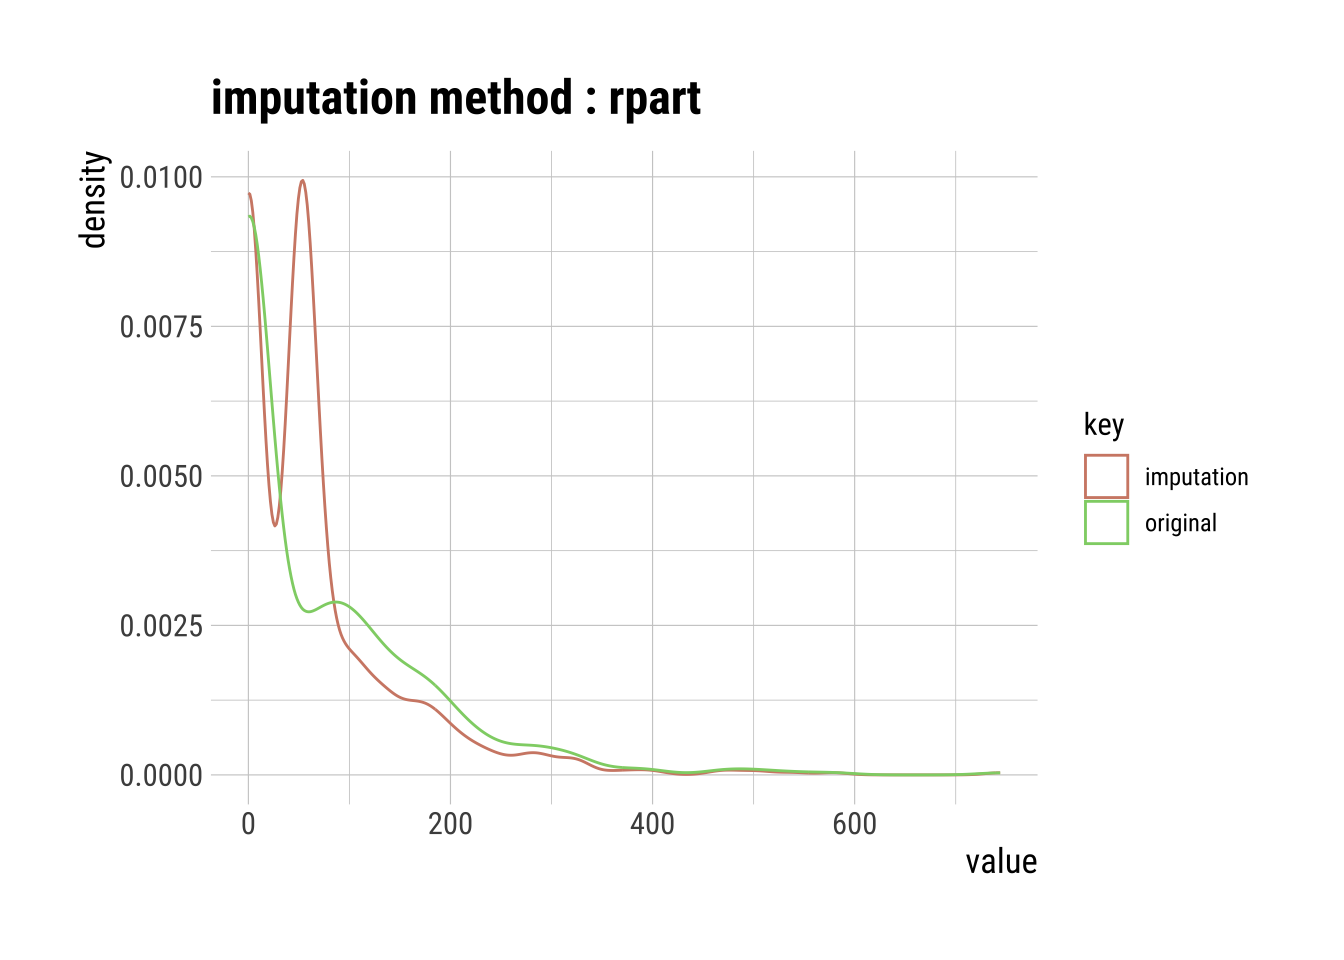 imputation method : rpart
density
0.0100
0.0075
0.0050
0.0025
0.0000
0 200 400 600
value
key
imputation
original